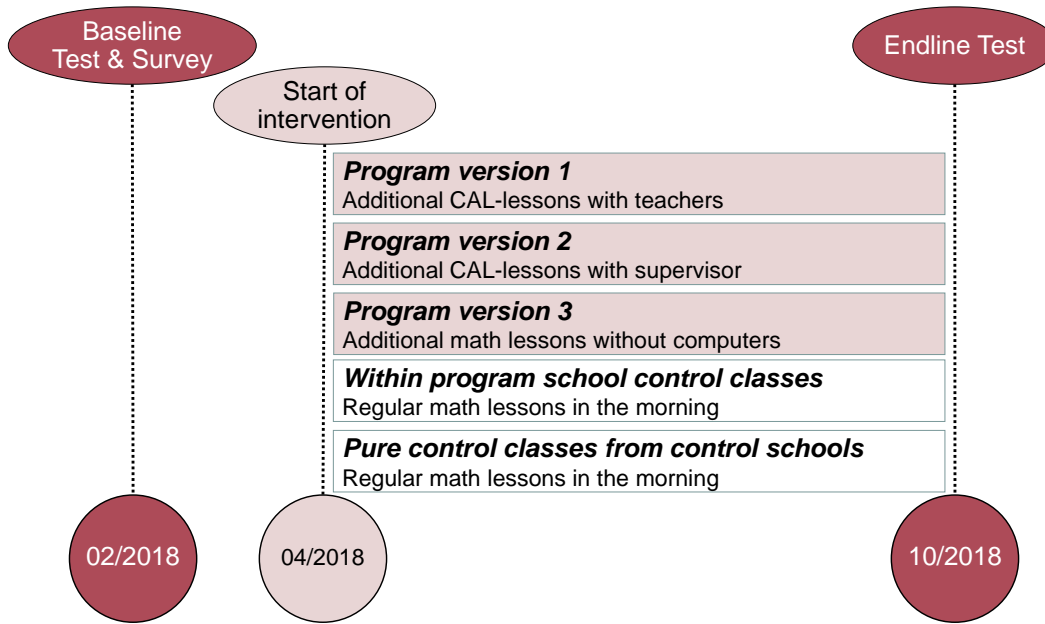 Baseline
Test & Survey
Endline Test
Start of
intervention
Program version 1
Additional CAL-lessons with teachers
Program version 2
Additional CAL-lessons with supervisor
Program version 3
Additional math lessons without computers
Within program school control classes
Regular math lessons in the morning
Pure control classes from control schools
Regular math lessons in the morning
02/2018
04/2018
10/2018